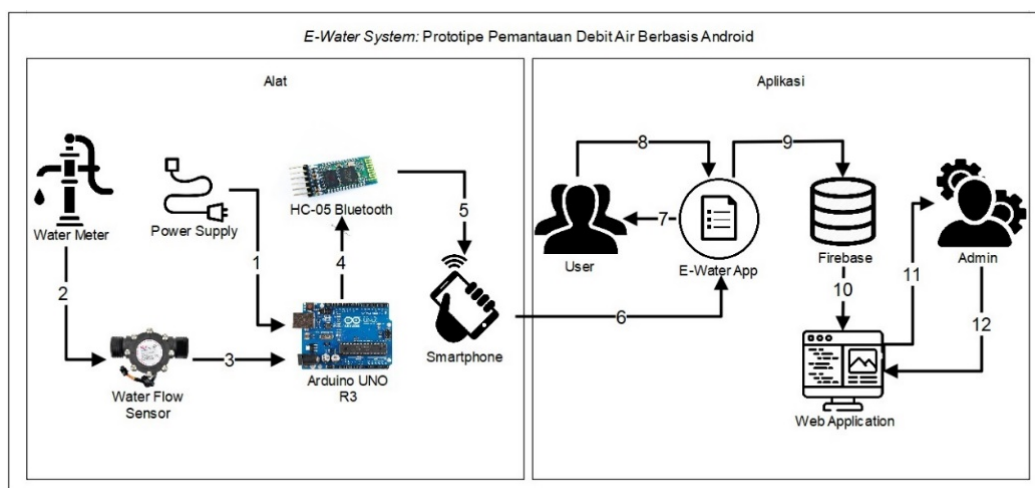 E-Water System: Prototipe Pemantauan Debit Air Berbasis Android
Alat
Water Meter
Power Supply
HC-05 Bluetooth
1
2
3
4
5
Water Flow
Sensor
Arduino UNO
R3
Smartphone
6
Aplikasi
8
9
User
7
E-Water App
Firebase
Admin
10
11
12
Web Application